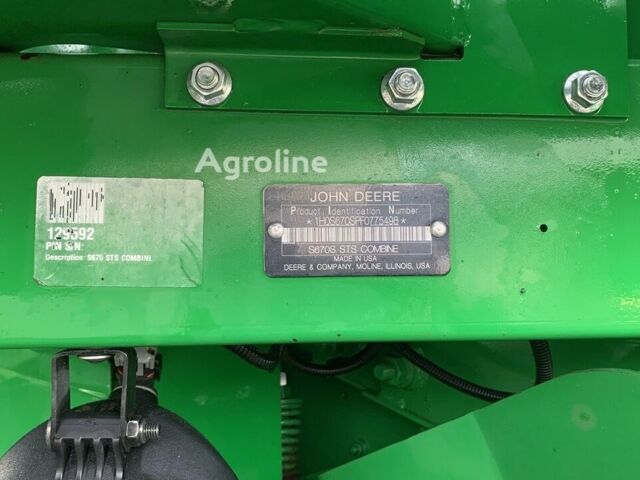 Agroline
JOHN DEERE
Product Identification Number
*1H0S670SPF0775498*
S670S STS COMBINE
MADE IN USA
DEERE & COMPANY, MOLINE, ILLINOIS, USA
129592
P/N S/N:
Description: S670 STS COMBINE